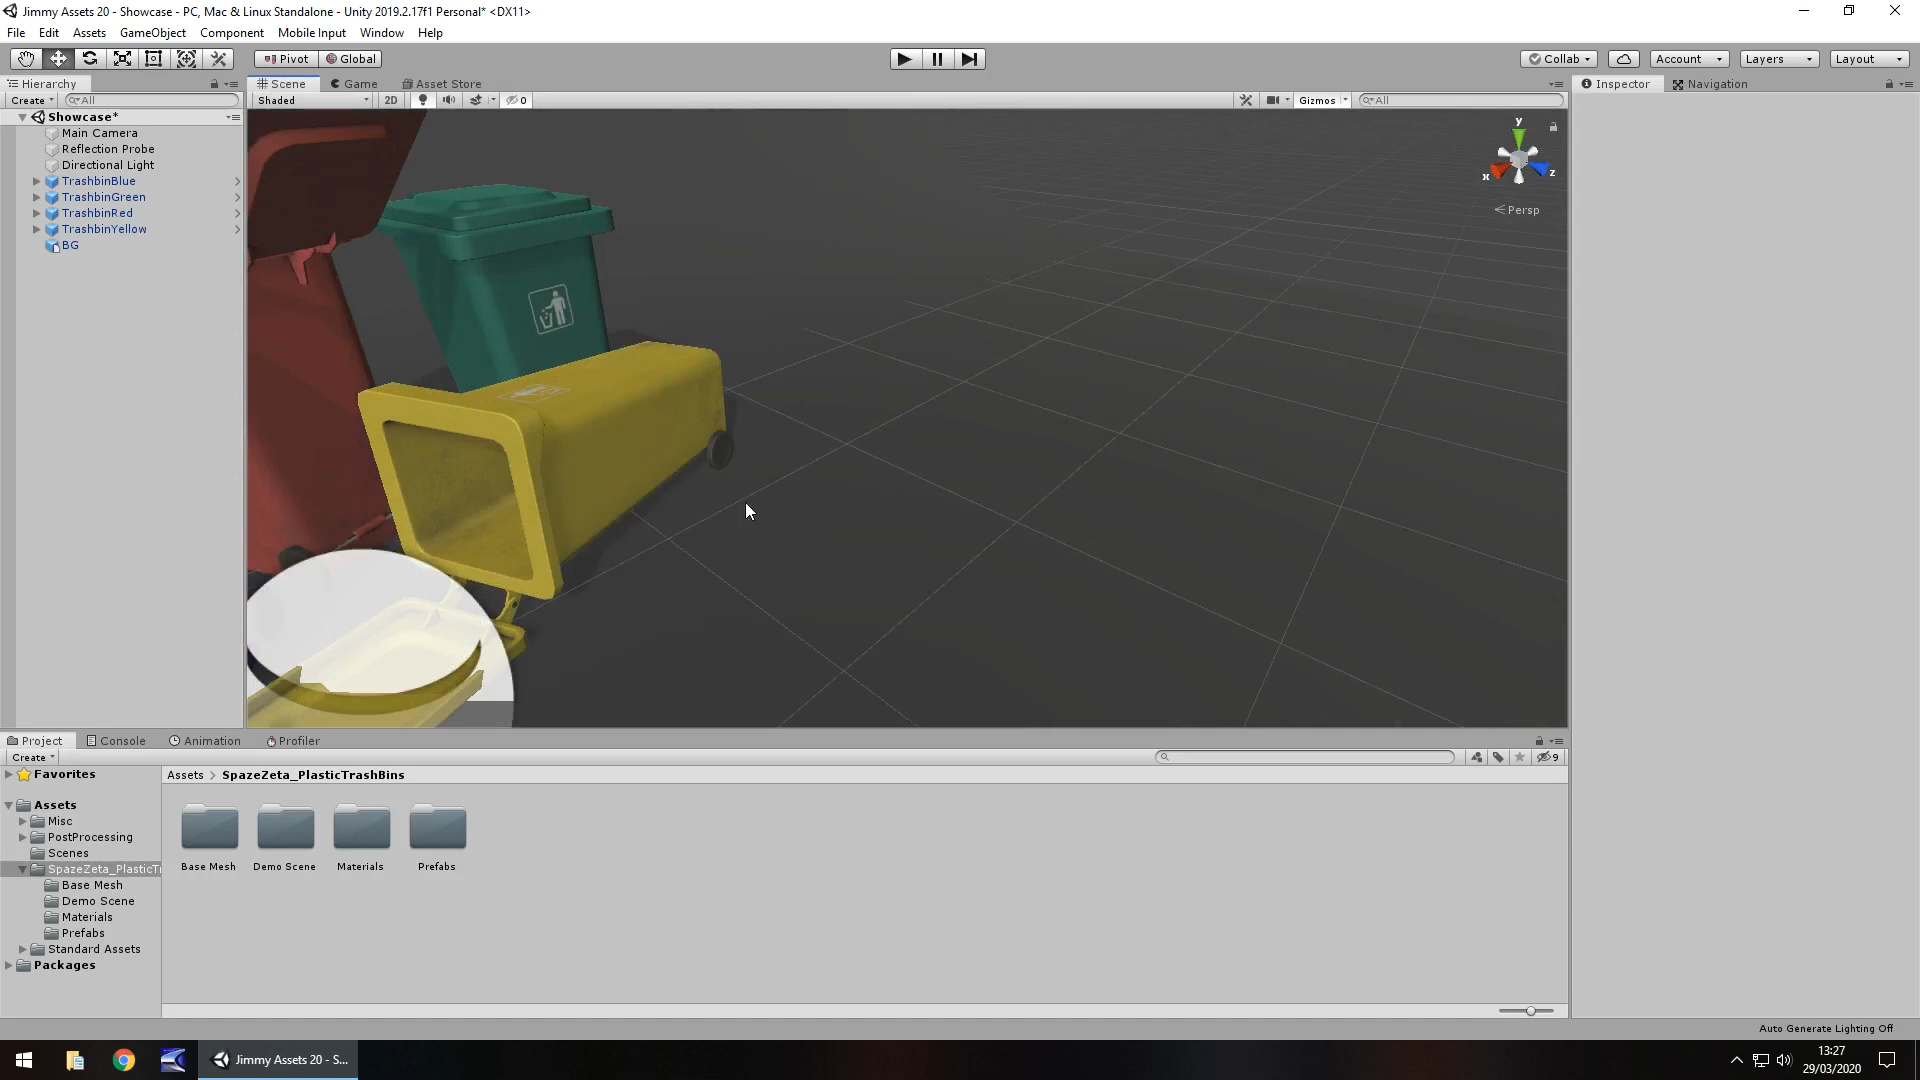 Jimmy Assets 20 - Showcase - PC, Mac & Linux Standalone - Unity 2019.2.17f1 Personal* <DX11>
File Edit Assets GameObject Component Mobile Input Window Help
Pivot Global Collab Account Layers Layout
Hierarchy Scene Game Asset Store Inspector Navigation
Create All Shaded 2D 0 Gizmos All
Showcase*
Main Camera
Reflection Probe
Directional Light
TrashbinBlue
TrashbinGreen
TrashbinRed
TrashbinYellow
BG
y
x z
Persp
Project Console Animation Profiler
Create 9
Favorites
Assets > SpazeZeta_PlasticTrashBins
Assets
Misc
PostProcessing
Scenes
SpazeZeta_PlasticTr
Base Mesh
Demo Scene
Materials
Prefabs
Standard Assets
Packages
Base Mesh Demo Scene Materials Prefabs
Auto Generate Lighting Off
Jimmy Assets 20 - S...
13:27
29/03/2020